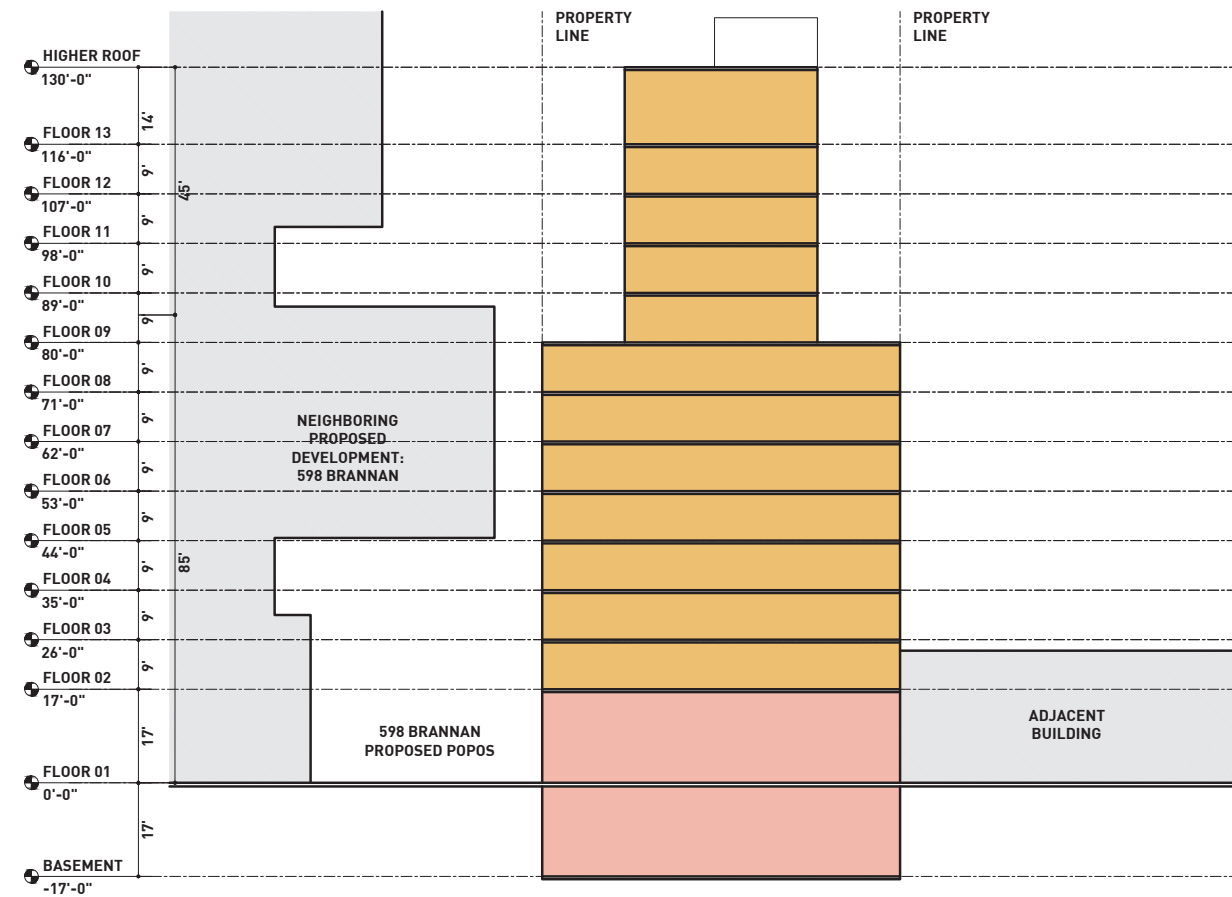 PROPERTY
LINE
PROPERTY
LINE
HIGHER ROOF
130'-0"
14'
FLOOR 13
116'-0"
9'
FLOOR 12
107'-0"
45'
9'
FLOOR 11
98'-0"
9'
FLOOR 10
89'-0"
9'
FLOOR 09
80'-0"
9'
FLOOR 08
71'-0"
9'
FLOOR 07
62'-0"
9'
FLOOR 06
53'-0"
9'
FLOOR 05
44'-0"
9'
85'
FLOOR 04
35'-0"
9'
FLOOR 03
26'-0"
9'
FLOOR 02
17'-0"
17'
FLOOR 01
0'-0"
17'
BASEMENT
-17'-0"
NEIGHBORING
PROPOSED
DEVELOPMENT:
598 BRANNAN
598 BRANNAN
PROPOSED POPOS
ADJACENT
BUILDING